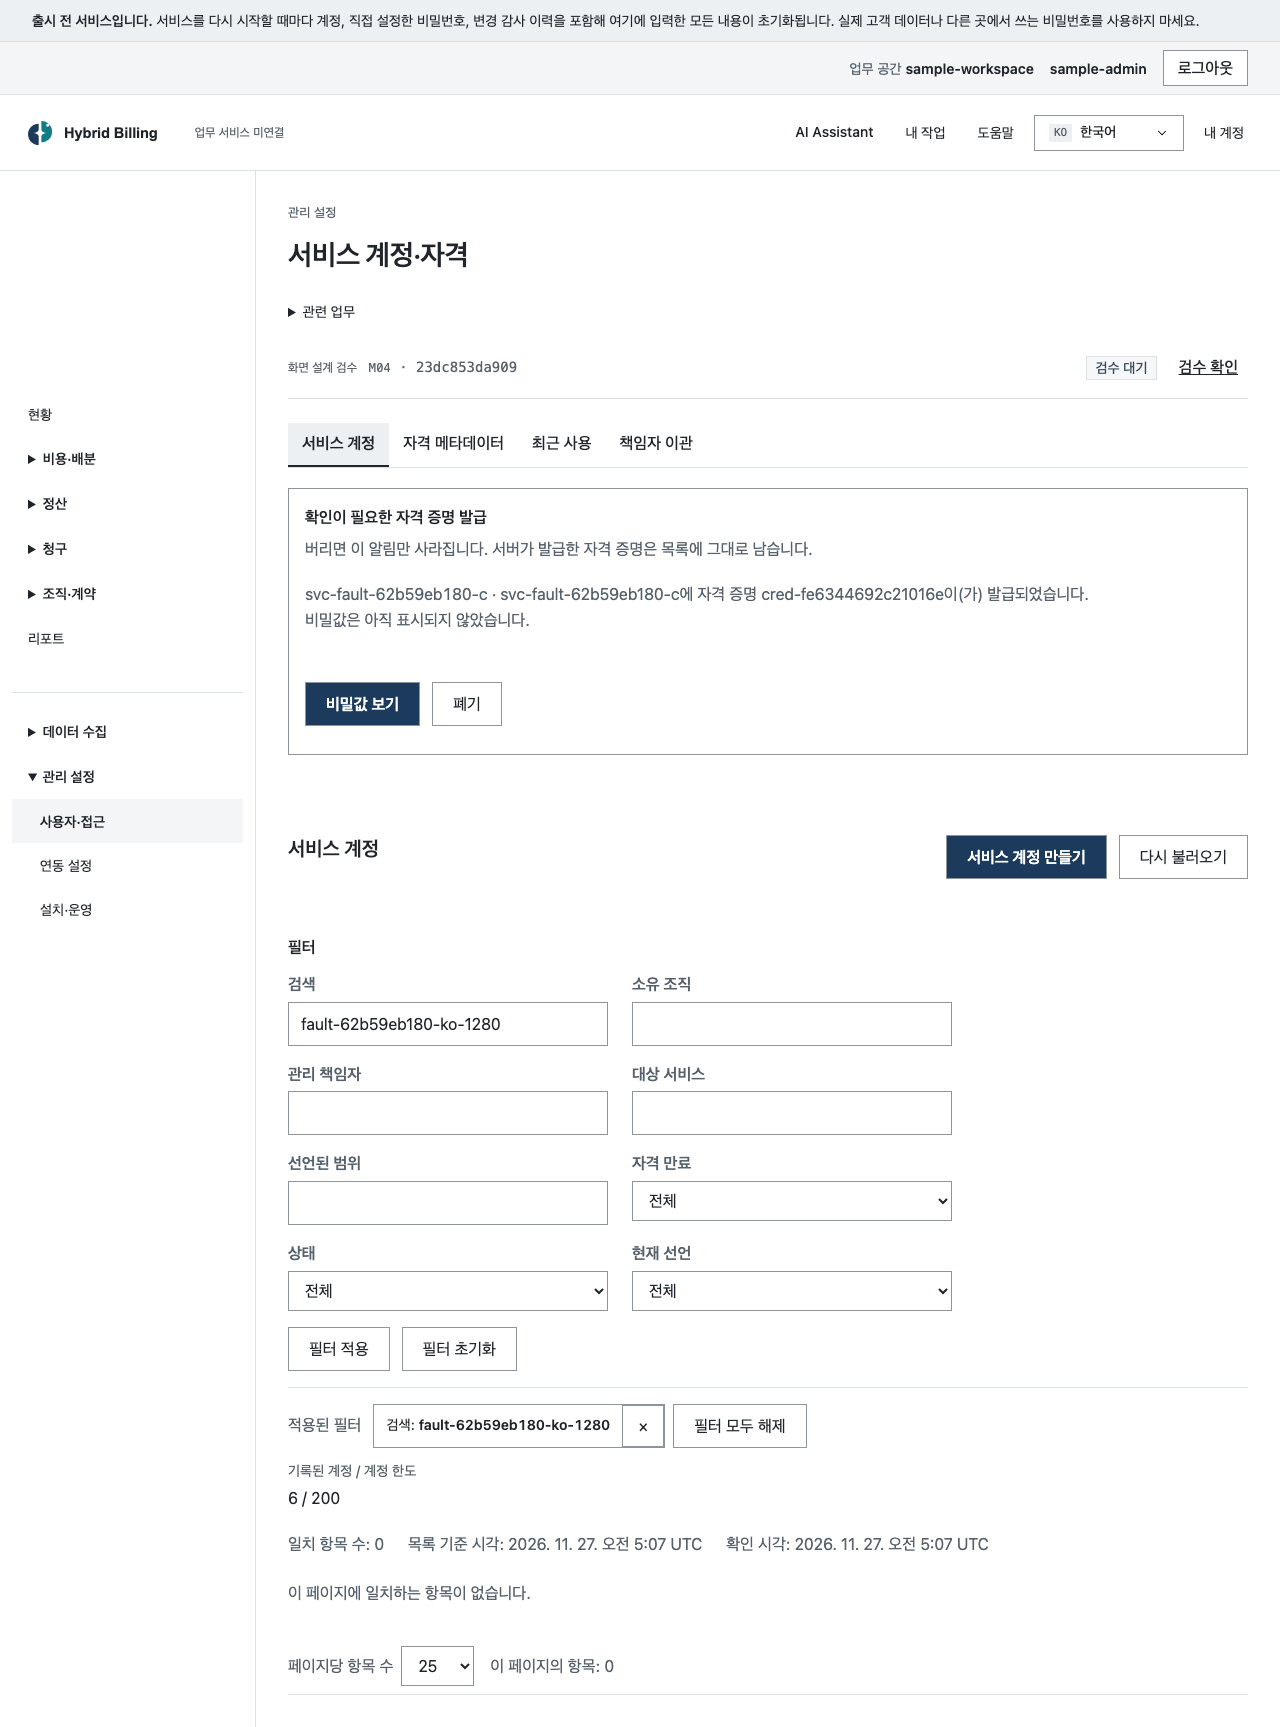 출시 전 서비스입니다. 서비스를 다시 시작할 때마다 계정, 직접 설정한 비밀번호, 변경 감사 이력을 포함해 여기에 입력한 모든 내용이 초기화됩니다. 실제 고객 데이터나 다른 곳에서 쓰는 비밀번호를 사용하지 마세요.
업무 공간 sample-workspace sample-admin 로그아웃
Hybrid Billing 업무 서비스 미연결 AI Assistant 내 작업 도움말 KO 한국어 내 계정
관리 설정
서비스 계정·자격
▶ 관련 업무
화면 설계 검수 M04 · 23dc853da909 검수 대기 검수 확인
현황
▶ 비용·배분
▶ 정산
▶ 청구
▶ 조직·계약
리포트
▶ 데이터 수집
▼ 관리 설정
사용자·접근
연동 설정
설치·운영
서비스 계정 자격 메타데이터 최근 사용 책임자 이관
확인이 필요한 자격 증명 발급
버리면 이 알림만 사라집니다. 서버가 발급한 자격 증명은 목록에 그대로 남습니다.
svc-fault-62b59eb180-c · svc-fault-62b59eb180-c에 자격 증명 cred-fe6344692c21016e이(가) 발급되었습니다.
비밀값은 아직 표시되지 않았습니다.
비밀값 보기 폐기
서비스 계정 서비스 계정 만들기 다시 불러오기
필터
검색 소유 조직
fault-62b59eb180-ko-1280
관리 책임자 대상 서비스
선언된 범위 자격 만료
전체
상태 현재 선언
전체 전체
필터 적용 필터 초기화
적용된 필터 검색: fault-62b59eb180-ko-1280 × 필터 모두 해제
기록된 계정 / 계정 한도
6 / 200
일치 항목 수: 0 목록 기준 시각: 2026. 11. 27. 오전 5:07 UTC 확인 시각: 2026. 11. 27. 오전 5:07 UTC
이 페이지에 일치하는 항목이 없습니다.
페이지당 항목 수 25 이 페이지의 항목: 0